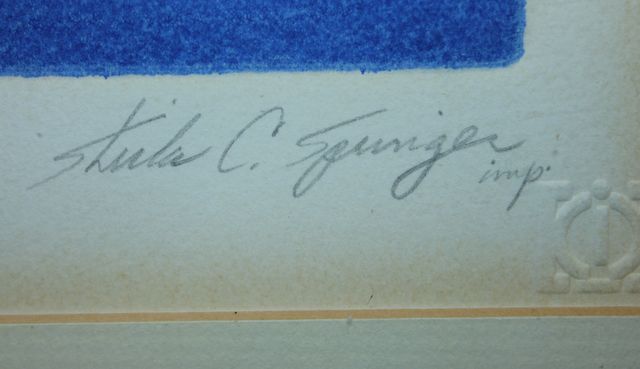 Sheila C. Springer
imp.